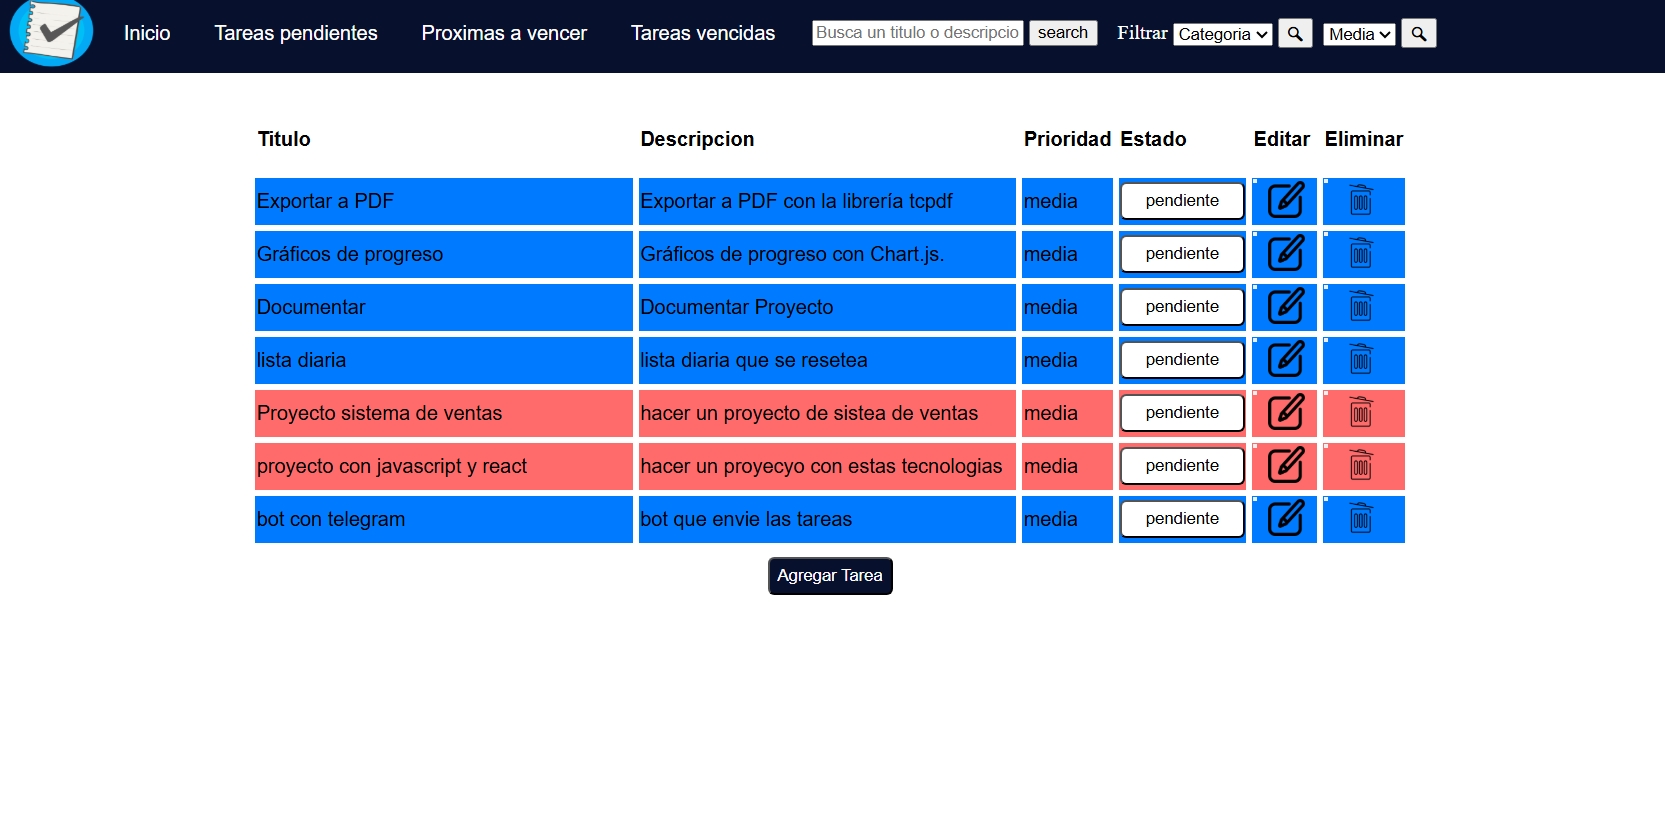 Inicio Tareas pendientes Proximas a vencer Tareas vencidas Busca un titulo o descripcio search Filtrar Categoria Media
Titulo Descripcion Prioridad Estado Editar Eliminar
Exportar a PDF Exportar a PDF con la librería tcpdf media pendiente
Gráficos de progreso Gráficos de progreso con Chart.js. media pendiente
Documentar Documentar Proyecto media pendiente
lista diaria lista diaria que se resetea media pendiente
Proyecto sistema de ventas hacer un proyecto de sistea de ventas media pendiente
proyecto con javascript y react hacer un proyecyo con estas tecnologias media pendiente
bot con telegram bot que envie las tareas media pendiente
Agregar Tarea